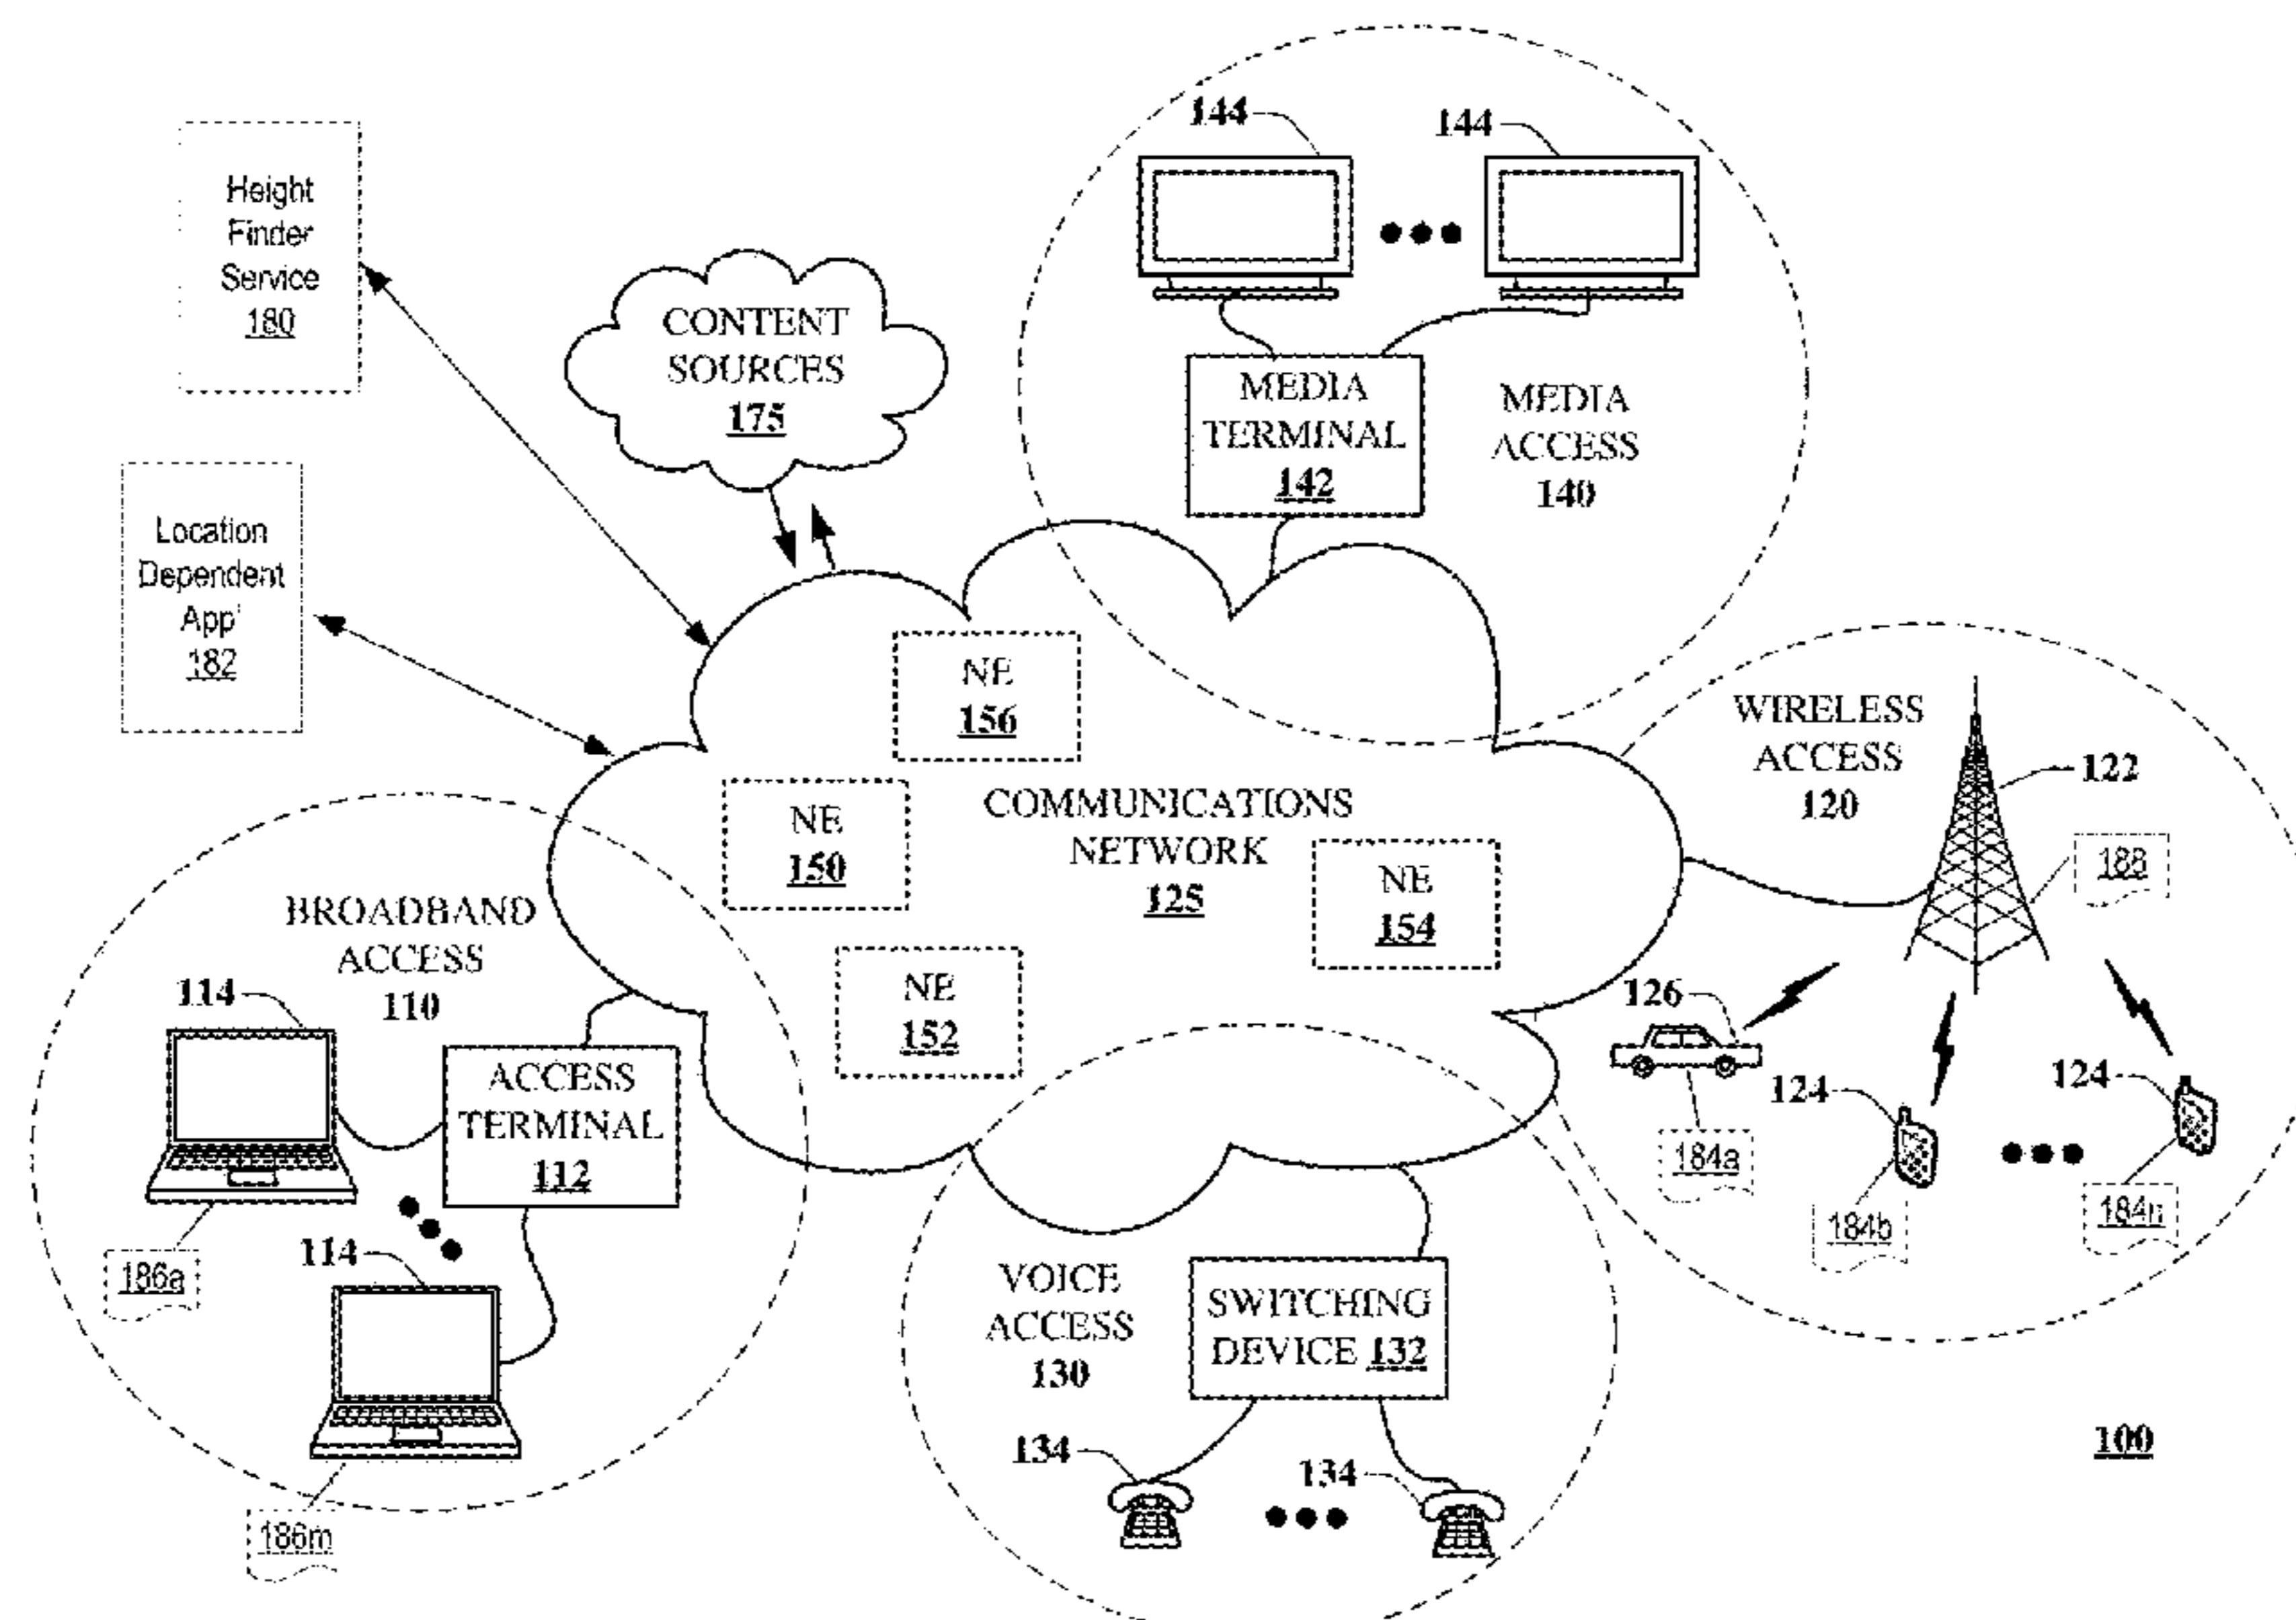 144
144
Height
Finder
Service
180
CONTENT
SOURCES
175
MEDIA
TERMINAL
142
MEDIA
ACCESS
140
Location
Dependent
App'
182
NE
156
WIRELESS
ACCESS
120
122
188
NE
150
COMMUNICATIONS
NETWORK
125
NE
154
NE
152
BROADBAND
ACCESS
110
114
ACCESS
TERMINAL
112
126
124
124
184a
184b
184n
186a
114
VOICE
ACCESS
130
SWITCHING
DEVICE 132
134
134
186m
100